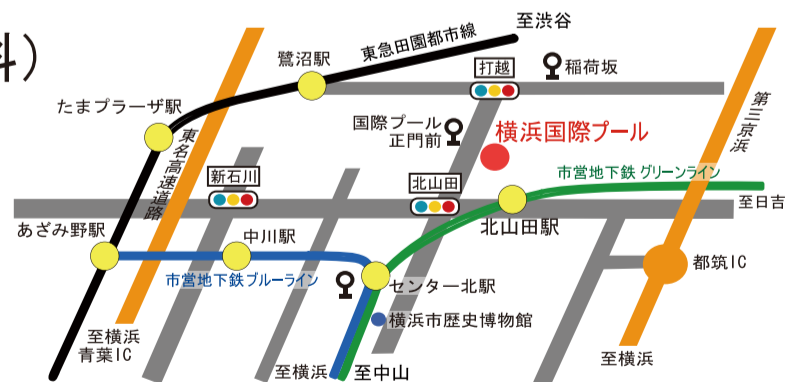 料）
至渋谷
東急田園都市線
鷺沼駅
打越
稲荷坂
たまプラーザ駅
国際プール
正門前
横浜国際プール
第三京浜
東名高速道路
新石川
北山田
市営地下鉄 グリーンライン
至日吉
北山田駅
あざみ野駅
中川駅
市営地下鉄 ブルーライン
センター北駅
都筑IC
横浜市歴史博物館
至横浜
青葉IC
至横浜
至中山
至横浜